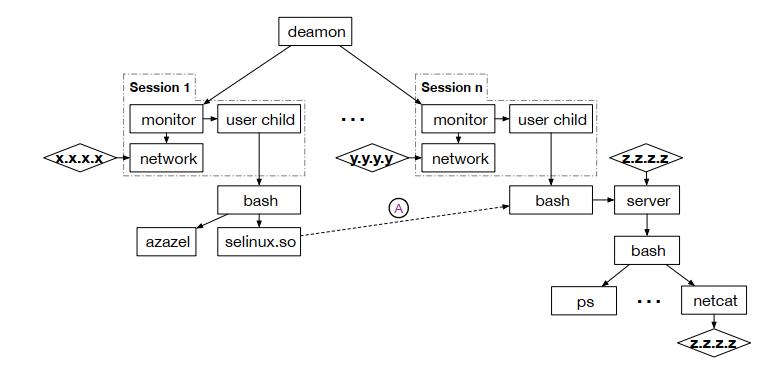 deamon
Session 1
Session n
monitor
user child
...
monitor
user child
x.x.x.x
network
y.y.y.y
network
z.z.z.z
bash
bash
server
A
azazel
selinux.so
bash
ps
...
netcat
z.z.z.z